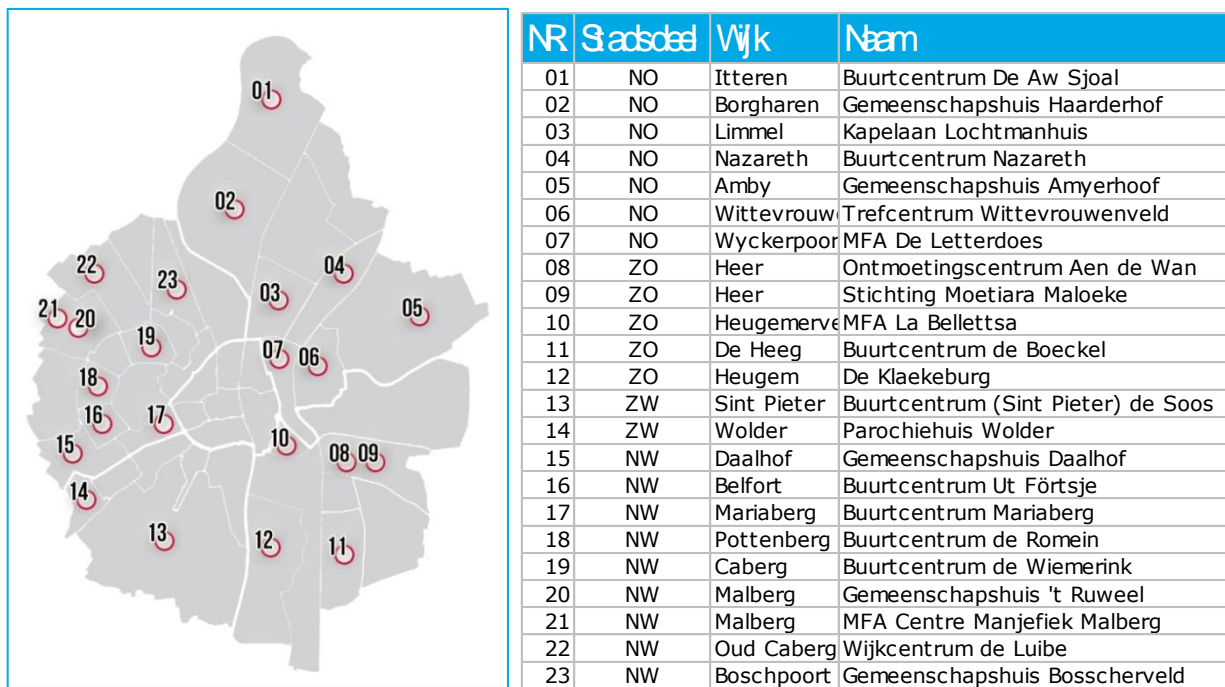 01
02
22
04
23
03
21
20
05
19
07
06
18
16
17
15
10
08
09
14
13
12
11
NR Stadsdeel Wijk Naam
01 NO Itteren Buurtcentrum De Aw Sjoal
02 NO Borgharen Gemeenschapshuis Haarderhof
03 NO Limmel Kapelaan Lochtmanhuis
04 NO Nazareth Buurtcentrum Nazareth
05 NO Amby Gemeenschapshuis Amyerhoof
06 NO Wittevrouw Trefcentrum Wittevrouwenveld
07 NO Wyckerpoor MFA De Letterdoes
08 ZO Heer Ontmoetingscentrum Aen de Wan
09 ZO Heer Stichting Moetiara Maloeke
10 ZO Heugemerve MFA La Bellettsa
11 ZO De Heeg Buurtcentrum de Boeckel
12 ZO Heugem De Klaekeburg
13 ZW Sint Pieter Buurtcentrum (Sint Pieter) de Soos
14 ZW Wolder Parochiehuis Wolder
15 NW Daalhof Gemeenschapshuis Daalhof
16 NW Belfort Buurtcentrum Ut Förtsje
17 NW Mariaberg Buurtcentrum Mariaberg
18 NW Pottenberg Buurtcentrum de Romein
19 NW Caberg Buurtcentrum de Wiemerink
20 NW Malberg Gemeenschapshuis 't Ruweel
21 NW Malberg MFA Centre Manjefiek Malberg
22 NW Oud Caberg Wijkcentrum de Luibe
23 NW Boschpoort Gemeenschapshuis Bosscherveld